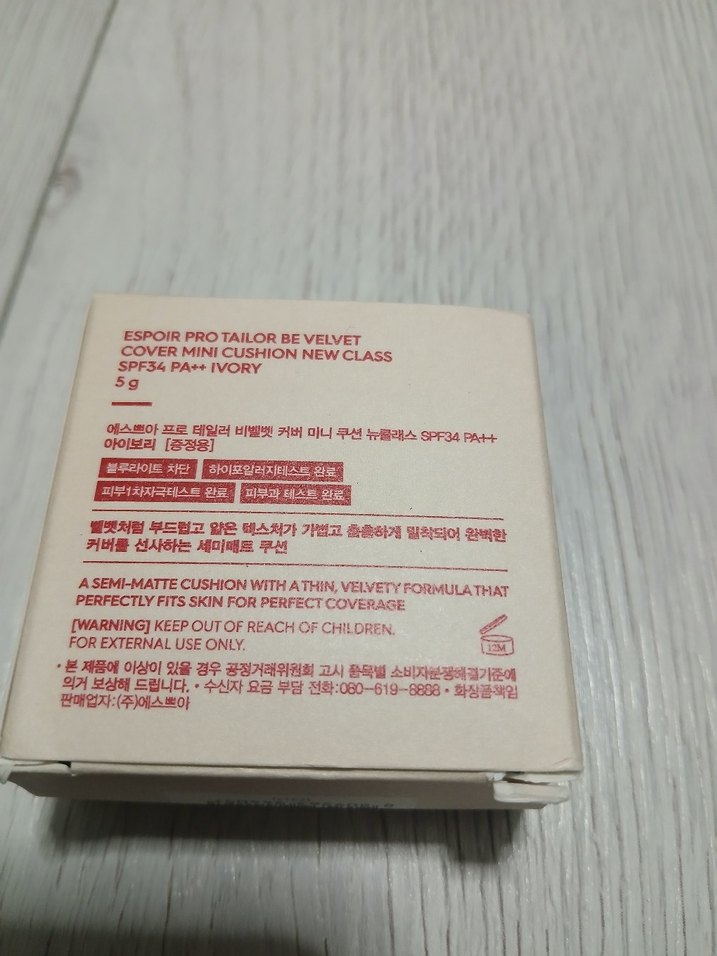 ESPOIR PRO TAILOR BE VELVET
COVER MINI CUSHION NEW CLASS
SPF34 PA++ IVORY
5 g
에스쁘아 프로 테일러 비벨벳 커버 미니 쿠션 뉴클래스 SPF34 PA++
아이보리 [증정용]
블루라이트 차단 하이포알러지테스트 완료
피부1차자극테스트 완료 피부과 테스트 완료
벨벳처럼 부드럽고 얇은 텍스처가 가볍고 촘촘하게 밀착되어 완벽한
커버를 선사하는 세미매트 쿠션
A SEMI-MATTE CUSHION WITH A THIN, VELVETY FORMULA THAT
PERFECTLY FITS SKIN FOR PERFECT COVERAGE
[WARNING] KEEP OUT OF REACH OF CHILDREN.
FOR EXTERNAL USE ONLY.
12M
• 본 제품에 이상이 있을 경우 공정거래위원회 고시 품목별 소비자분쟁해결기준에
의거 보상해 드립니다. • 수신자 요금 부담 전화:080-619-8888 • 화장품책임
판매업자:(주)에스쁘아